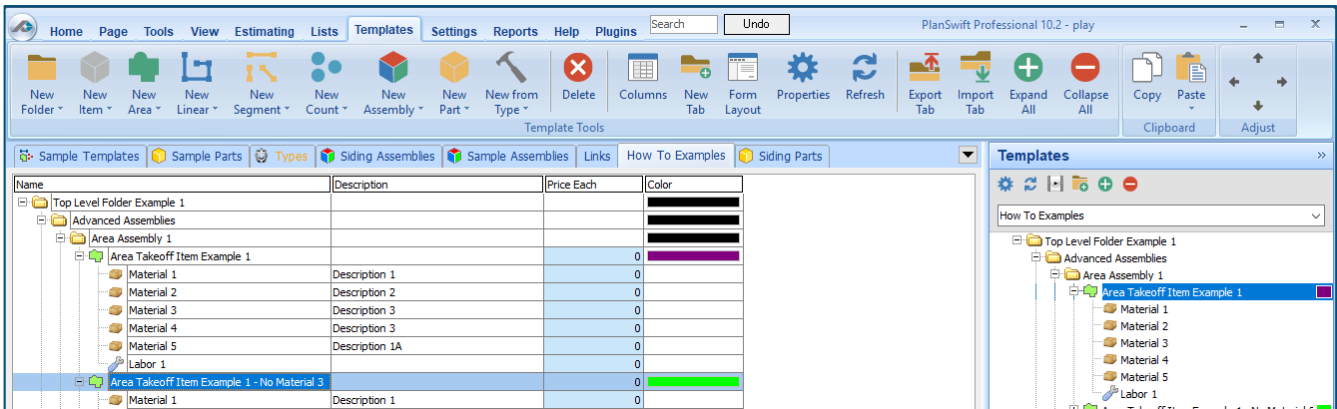 Home Page Tools View Estimating Lists Templates Settings Reports Help Plugins Search Undo PlanSwift Professional 10.2 - play
New Folder New Item New Area New Linear New Segment New Count New Assembly New Part New from Type Delete Columns New Tab Form Layout Properties Refresh Export Tab Import Tab Expand All Collapse All Copy Paste
Template Tools Clipboard Adjust
Sample Templates Sample Parts Types Siding Assemblies Sample Assemblies Links How To Examples Siding Parts
Name Description Price Each Color
Top Level Folder Example 1
Advanced Assemblies
Area Assembly 1
Area Takeoff Item Example 1 0
Material 1 Description 1 0
Material 2 Description 2 0
Material 3 Description 3 0
Material 4 Description 3 0
Material 5 Description 1A 0
Labor 1 0
Area Takeoff Item Example 1 - No Material 3 0
Material 1 Description 1 0
Templates
How To Examples
Top Level Folder Example 1
Advanced Assemblies
Area Assembly 1
Area Takeoff Item Example 1
Material 1
Material 2
Material 3
Material 4
Material 5
Labor 1